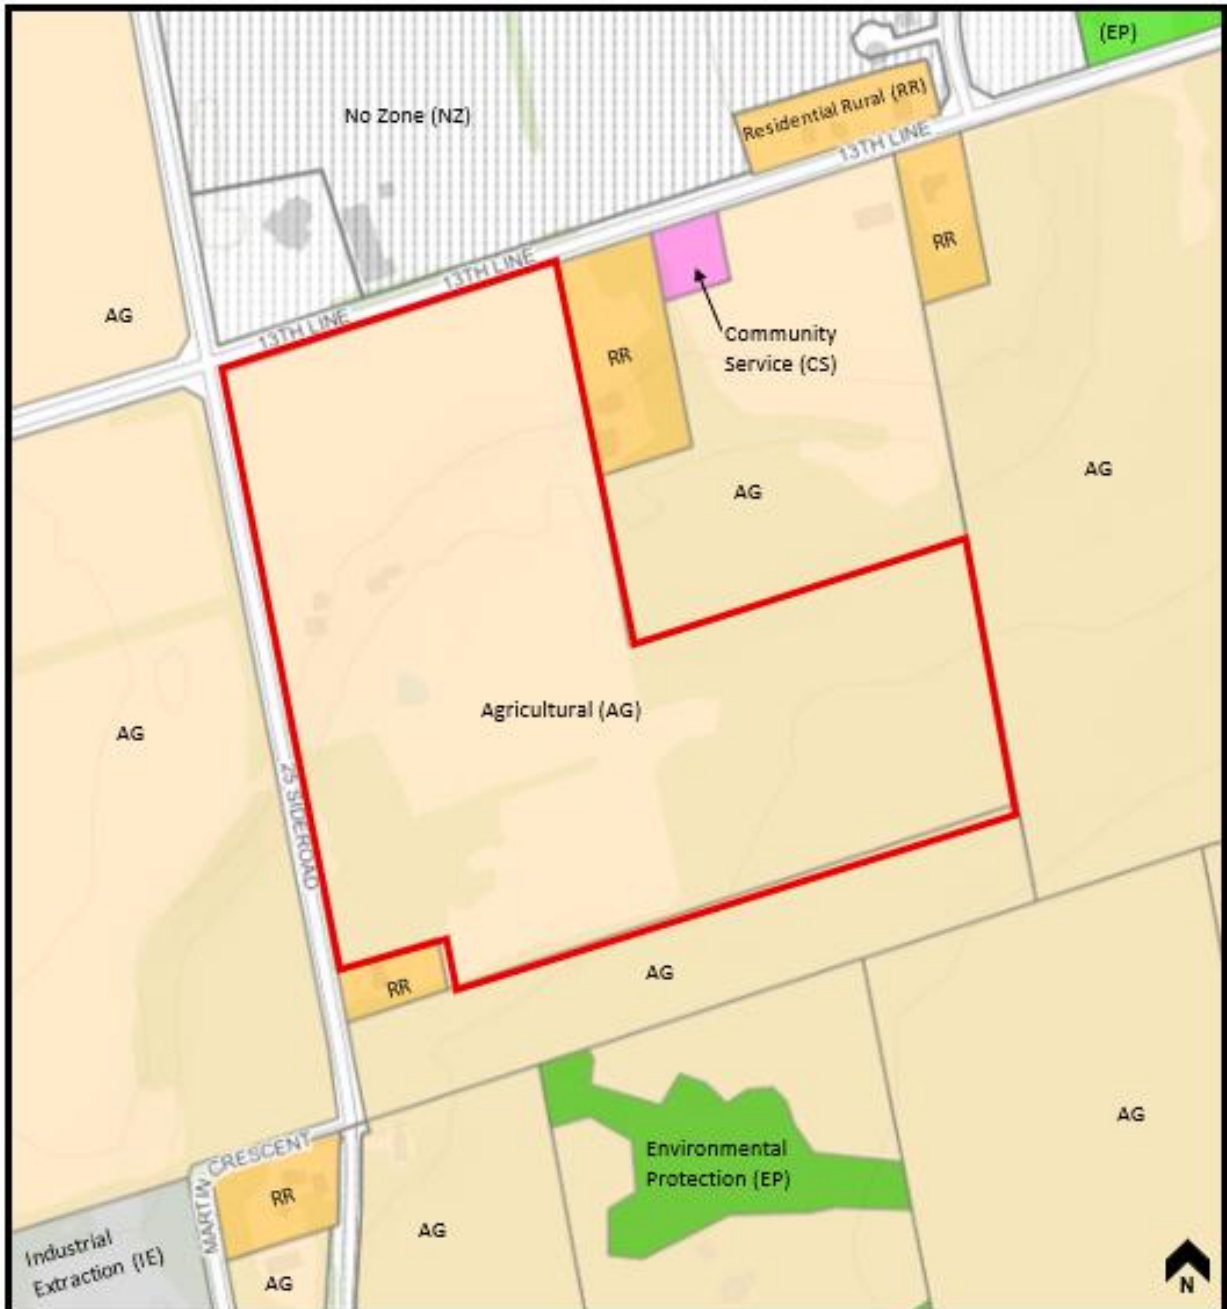 (EP)
No Zone (NZ)
Residential Rural (RR)
13TH LINE
RR
13TH LINE
13TH LINE
AG
Community
Service (CS)
RR
AG
AG
Agricultural (AG)
AG
25 SIDEROAD
AG
RR
AG
Environmental
Protection (EP)
MARTIN CRESCENT
RR
AG
Industrial
Extraction (IE)
AG
N